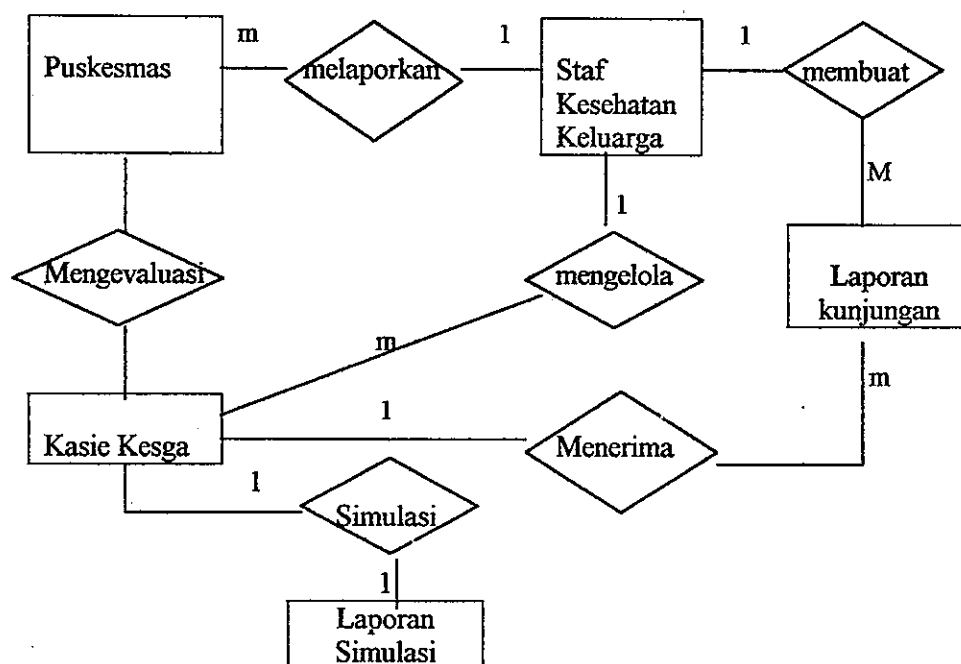 m
1
1
Puskesmas
melaporkan
Staf
Kesehatan
Keluarga
membuat
M
1
Mengevaluasi
mengelola
Laporan
kunjungan
m
m
1
Kasie Kesga
Menerima
1
Simulasi
1
Laporan
Simulasi